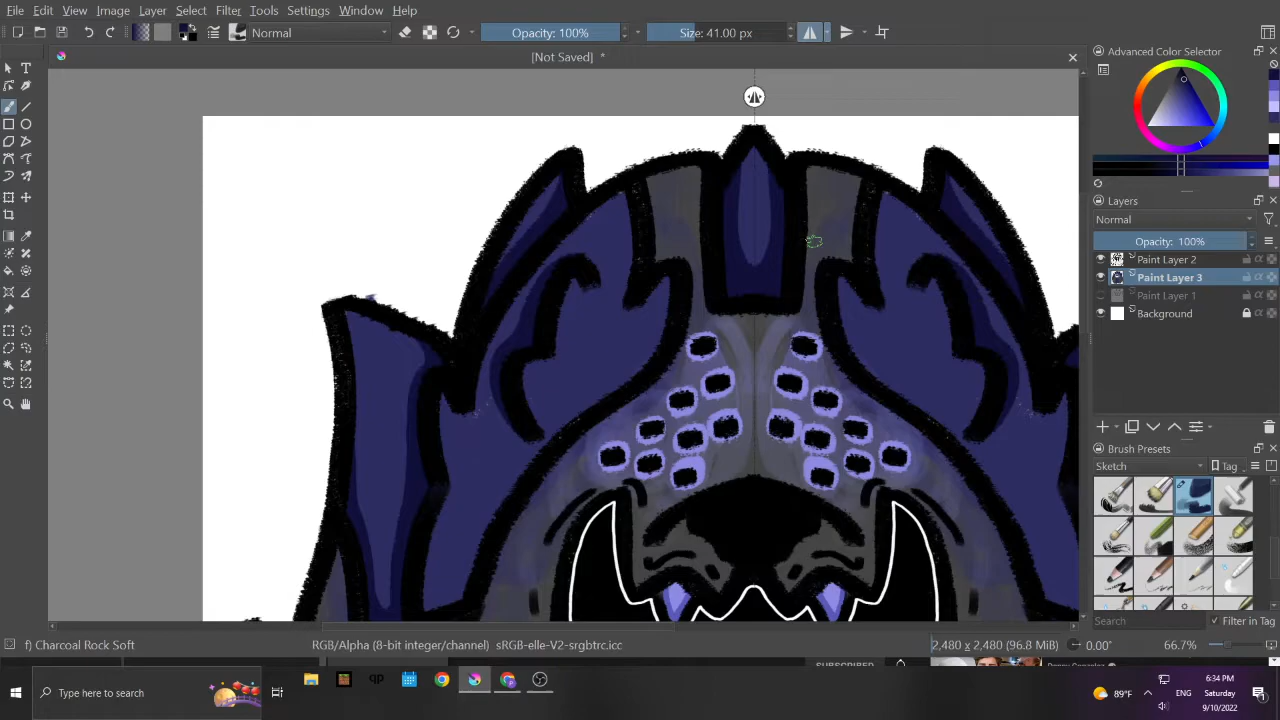 File Edit View Image Layer Select Filter Tools Settings Window Help
Normal Opacity: 100% Size: 41.00 px
[Not Saved] *
Advanced Color Selector
Layers
Normal
Opacity: 100%
Paint Layer 2
Paint Layer 3
Paint Layer 1
Background
Brush Presets
Sketch Tag
Search Filter in Tag
f) Charcoal Rock Soft RGB/Alpha (8-bit integer/channel) sRGB-elle-V2-srgbtrc.icc 2,480 x 2,480 (96.8 MiB) 0.00° 66.7%
SUBSCRIBED
Type here to search qp 89°F ENG 6:34 PM
Saturday
9/10/2022